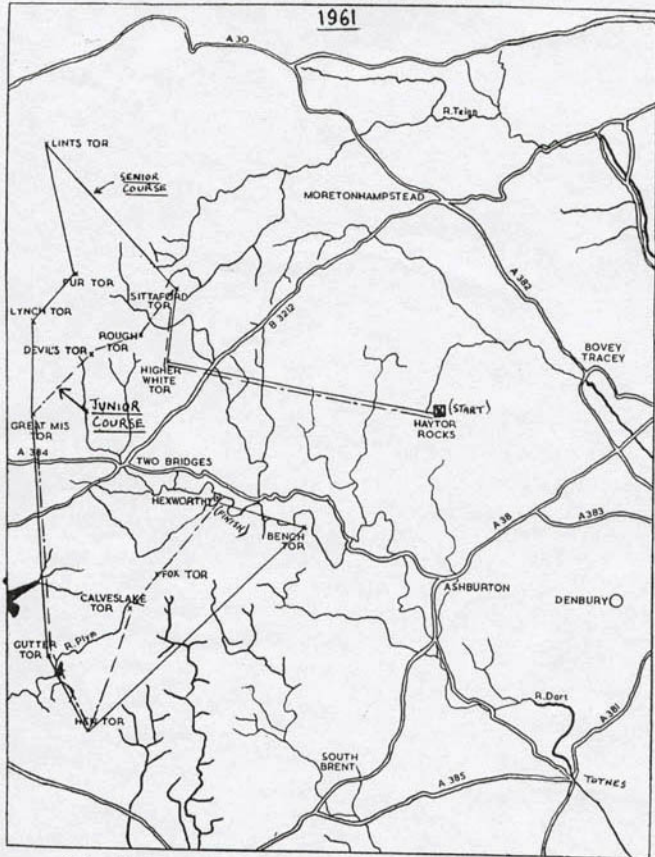 1961
A 30
R.Teign
LINTS TOR
SENIOR
COURSE
MORETONHAMPSTEAD
A 382
FUR TOR
SITTAFORD
TOR
LYNCH TOR
B 3212
ROUGH
TOR
DEVIL'S TOR
BOVEY
TRACEY
HIGHER
WHITE TOR
JUNIOR
COURSE
(START)
HAYTOR
ROCKS
GREAT MIS
TOR
A 384
TWO BRIDGES
HEXWORTHY
(FINISH)
A 38
A 383
BENCH
TOR
FOX TOR
ASHBURTON
CALVESLAKE
TOR
DENBURY
R.Plym
GUTTER
TOR
HEN TOR
R.Dart
A 381
SOUTH
BRENT
A 385
TOTNES